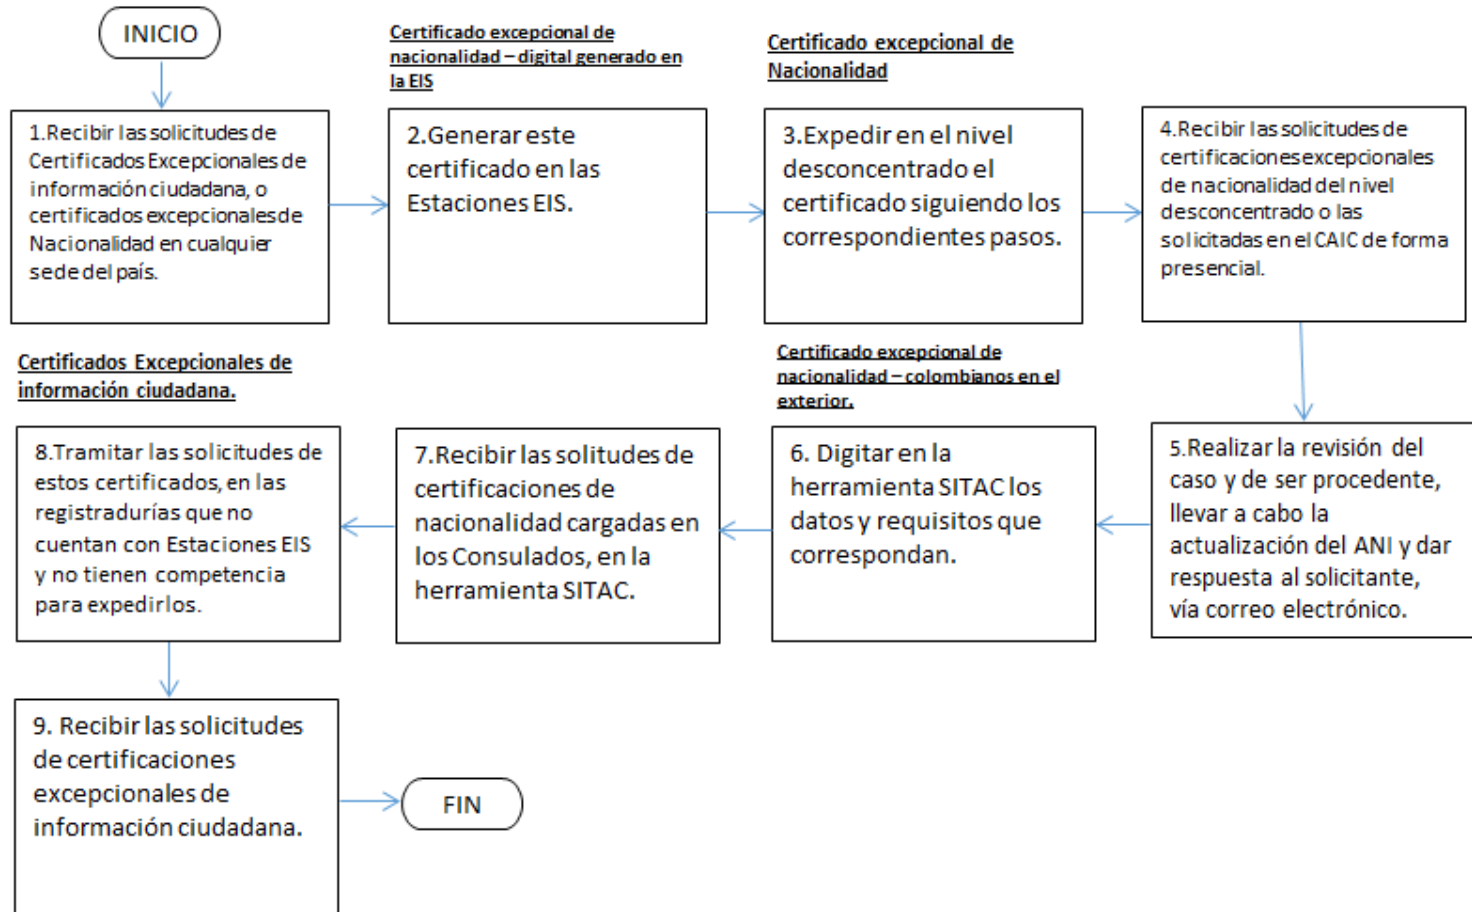 INICIO
Certificado excepcional de
nacionalidad – digital generado en
la EIS
Certificado excepcional de
Nacionalidad
1.Recibir las solicitudes de
Certificados Excepcionales de
información ciudadana, o
certificados excepcionales de
Nacionalidad en cualquier
sede del país.
2.Generar este
certificado en las
Estaciones EIS.
3.Expedir en el nivel
desconcentrado el
certificado siguiendo los
correspondientes pasos.
4.Recibir las solicitudes de
certificaciones excepcionales
de nacionalidad del nivel
desconcentrado o las
solicitadas en el CAIC de forma
presencial.
Certificados Excepcionales de
información ciudadana.
Certificado excepcional de
nacionalidad – colombianos en el
exterior.
8.Tramitar las solicitudes de
estos certificados, en las
registradurías que no
cuentan con Estaciones EIS
y no tienen competencia
para expedirlos.
7.Recibir las solitudes de
certificaciones de
nacionalidad cargadas en
los Consulados, en la
herramienta SITAC.
6. Digitar en la
herramienta SITAC los
datos y requisitos que
correspondan.
5.Realizar la revisión del
caso y de ser procedente,
llevar a cabo la
actualización del ANI y dar
respuesta al solicitante,
vía correo electrónico.
9. Recibir las solicitudes
de certificaciones
excepcionales de
información ciudadana.
FIN